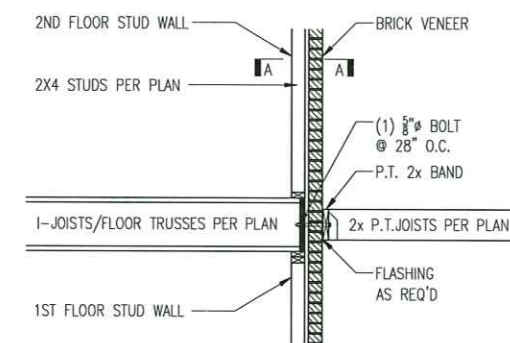 2ND FLOOR STUD WALL
BRICK VENEER
A
A
2X4 STUDS PER PLAN
(1) 5/8"ø BOLT
@ 28" O.C.
P.T. 2x BAND
I-JOISTS/FLOOR TRUSSES PER PLAN
2x P.T.JOISTS PER PLAN
FLASHING
AS REQ'D
1ST FLOOR STUD WALL